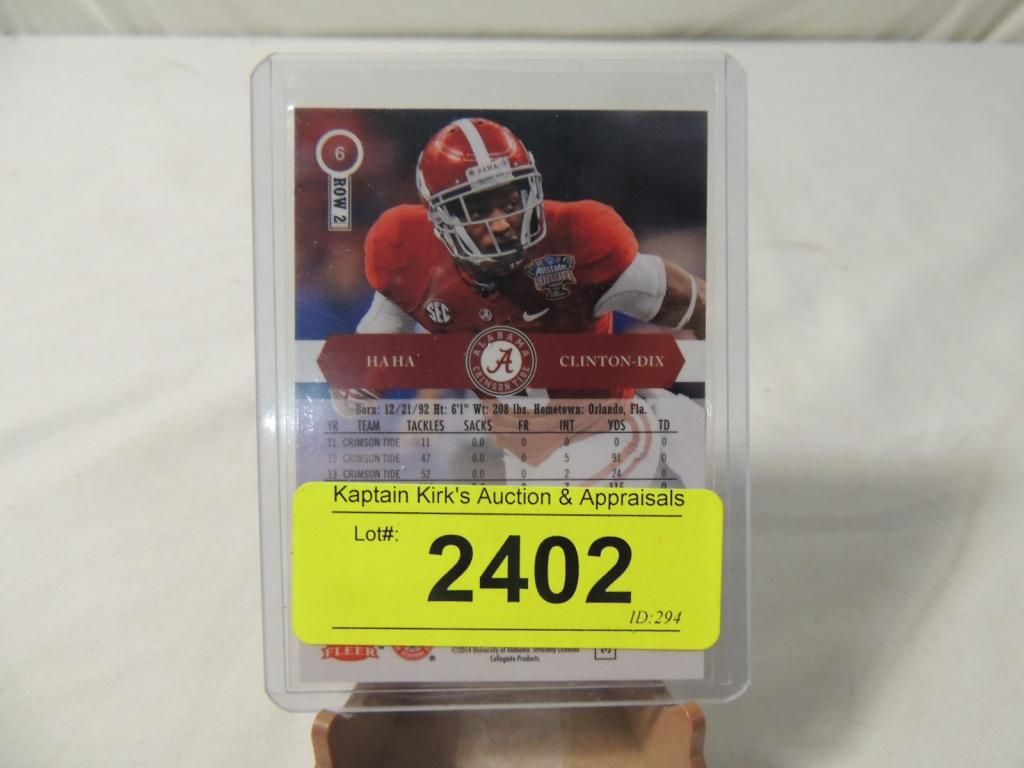 6
ROW 2
BAMA
Allstate
SEC
A
ALABAMA
HA HA A CLINTON-DIX
CRIMSON TIDE
Born: 12/21/92 Ht: 6'1" Wt: 208 lbs. Hometown: Orlando, Fla.
YR TEAM TACKLES SACKS FR INT YDS TD
11 CRIMSON TIDE 11 0.0 0 0 0 0
12 CRIMSON TIDE 47 0.0 0 5 91 0
13 CRIMSON TIDE 52 0.0 0 2 24 0
Kaptain Kirk's Auction & Appraisals
Lot#:
2402
ID:294
FLEER
©2014 University of Alabama. Officially Licensed
Collegiate Products.